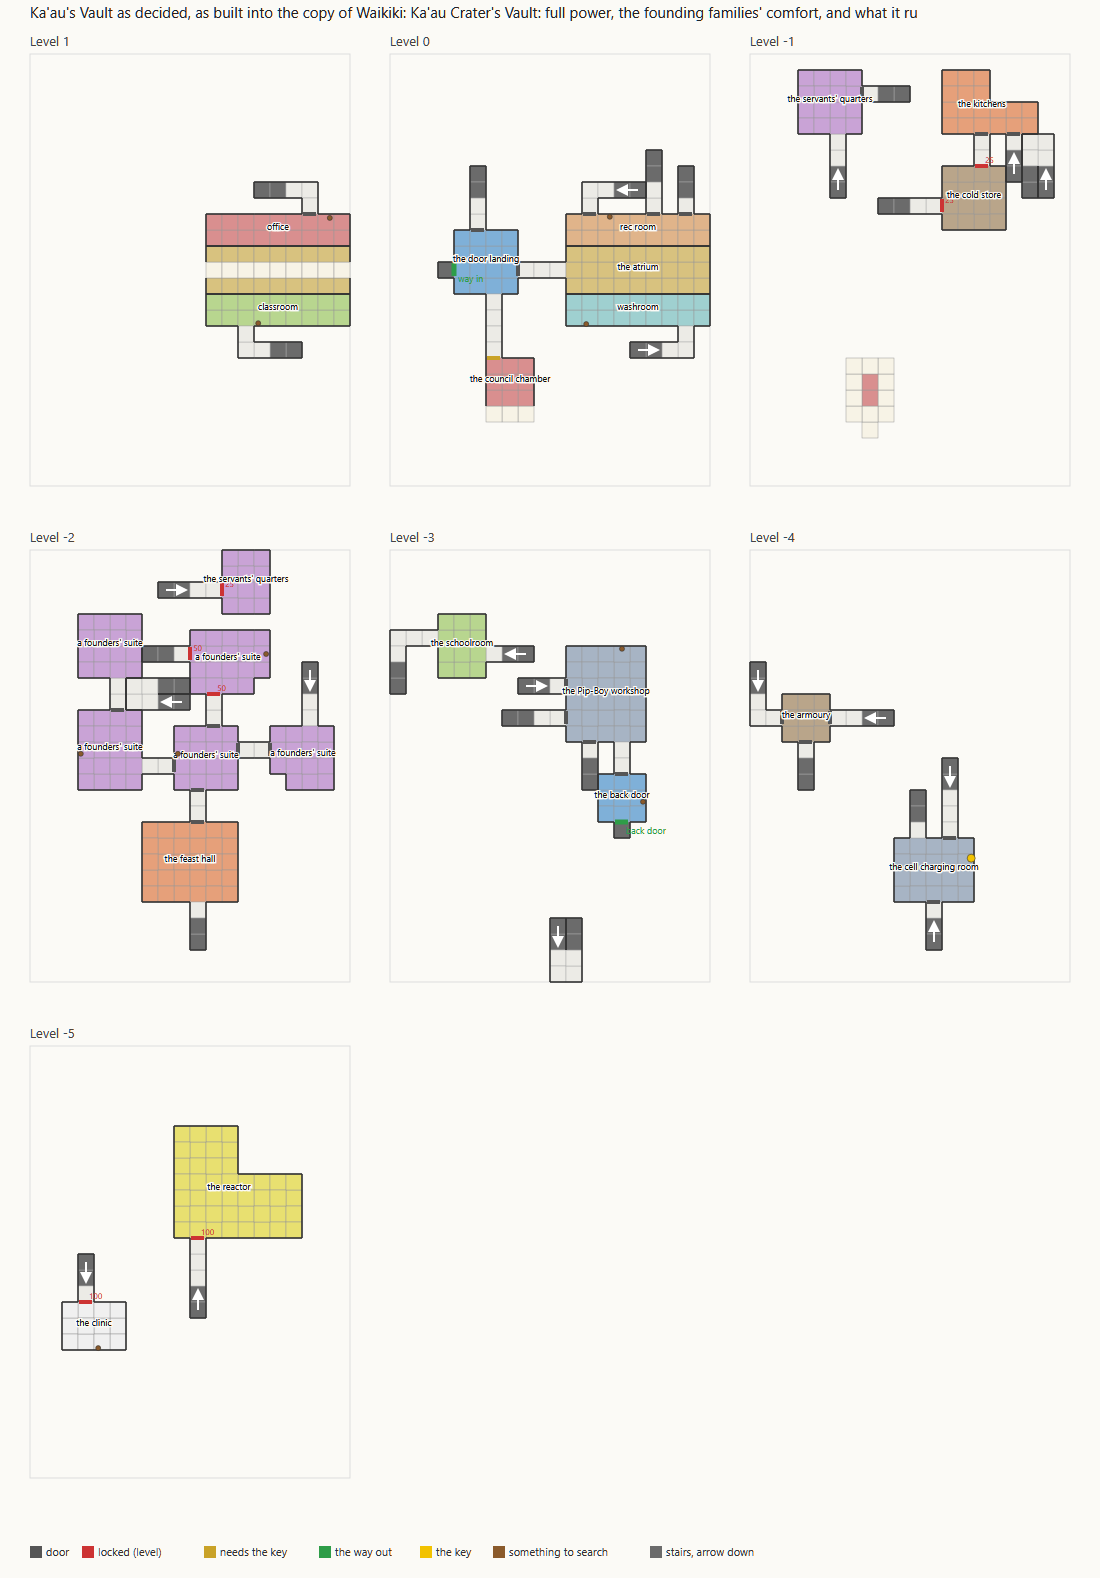 Ka'au's Vault as decided, as built into the copy of Waikiki: Ka'au Crater's Vault: full power, the founding families' comfort, and what it ru
Level 1
Level 0
Level -1
office
classroom
rec room
the door landing
the atrium
way in
washroom
the council chamber
the servants' quarters
the kitchens
25
the cold store
25
Level -2
Level -3
Level -4
the servants' quarters
25
a founders' suite
50
a founders' suite
50
a founders' suite
a founders' suite
a founders' suite
the feast hall
the schoolroom
the Pip-Boy workshop
the back door
back door
the armoury
the cell charging room
Level -5
the reactor
100
100
the clinic
door
locked (level)
needs the key
the way out
the key
something to search
stairs, arrow down